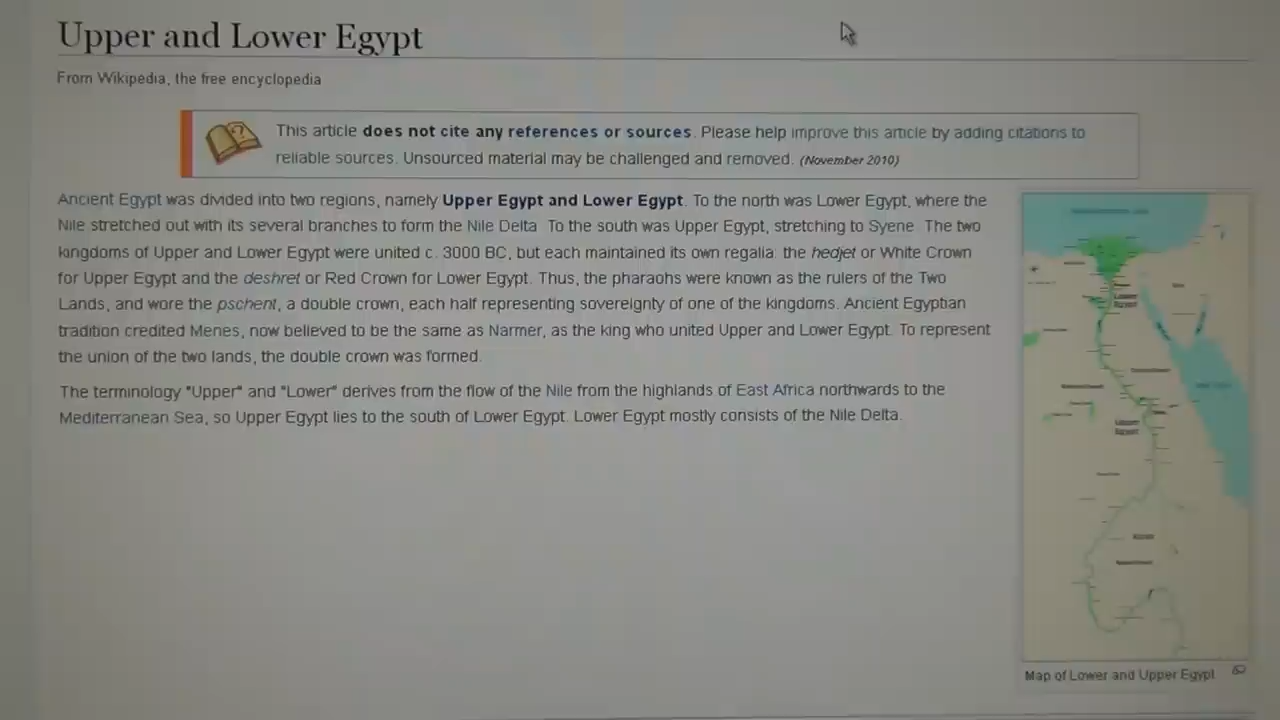 Upper and Lower Egypt
From Wikipedia, the free encyclopedia
This article does not cite any references or sources. Please help improve this article by adding citations to
reliable sources. Unsourced material may be challenged and removed. (November 2010)
Ancient Egypt was divided into two regions, namely Upper Egypt and Lower Egypt. To the north was Lower Egypt, where the
Nile stretched out with its several branches to form the Nile Delta. To the south was Upper Egypt, stretching to Syene. The two
kingdoms of Upper and Lower Egypt were united c. 3000 BC, but each maintained its own regalia: the hedjet or White Crown
for Upper Egypt and the deshret or Red Crown for Lower Egypt. Thus, the pharaohs were known as the rulers of the Two
Lands, and wore the pschent, a double crown, each half representing sovereignty of one of the kingdoms. Ancient Egyptian
tradition credited Menes, now believed to be the same as Narmer, as the king who united Upper and Lower Egypt. To represent
the union of the two lands, the double crown was formed.
The terminology "Upper" and "Lower" derives from the flow of the Nile from the highlands of East Africa northwards to the
Mediterranean Sea, so Upper Egypt lies to the south of Lower Egypt. Lower Egypt mostly consists of the Nile Delta.
Lower
Egypt
Upper
Egypt
Map of Lower and Upper Egypt